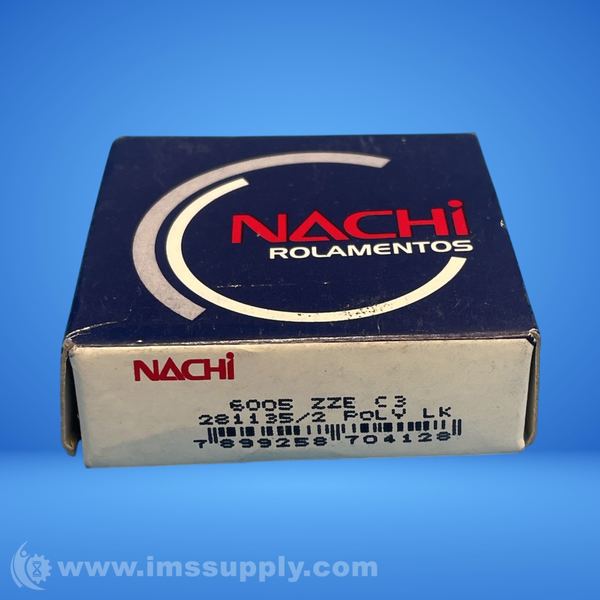 NACHi
ROLAMENTOS
NACHi
6005 ZZE C3
281135/2 POLY LK
7 899258 704128
www.imssupply.com